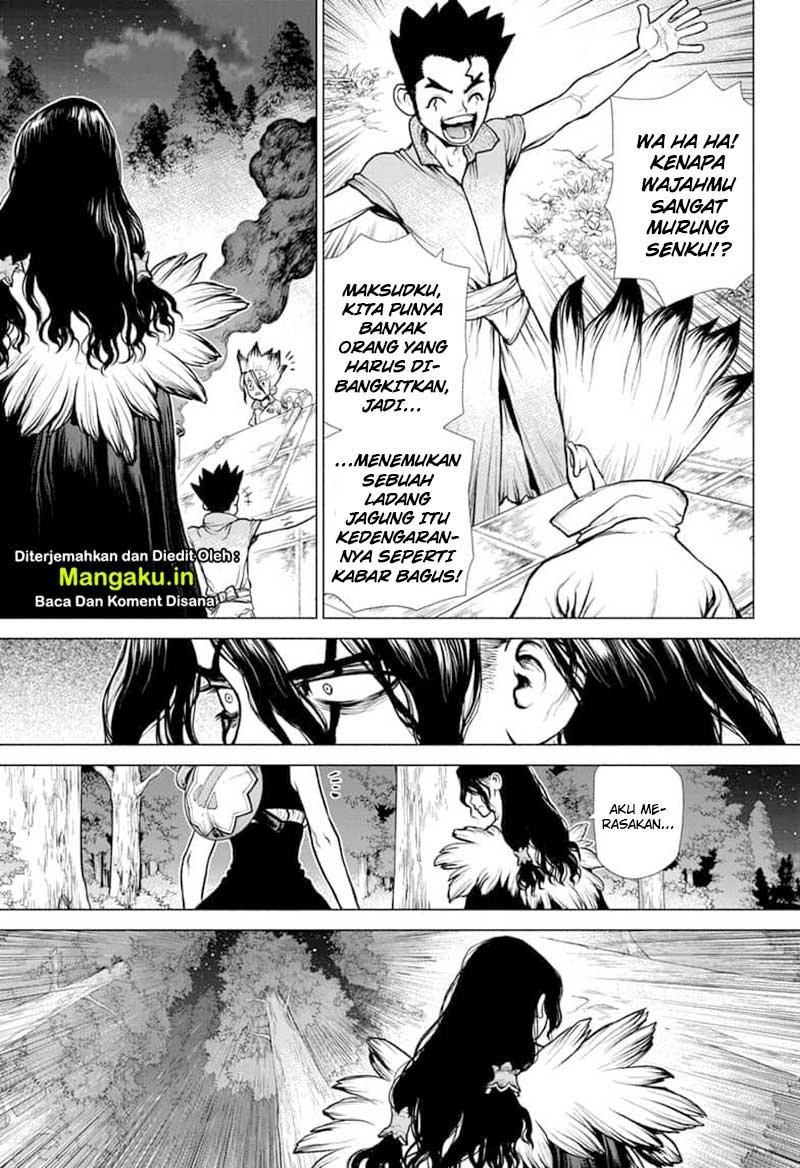 WA HA HA!
KENAPA
WAJAHMU
SANGAT
MURUNG
SENKU!?
MAKSUDKU,
KITA PUNYA
BANYAK
ORANG YANG
HARUS DI-
BANGKITKAN,
JADI...
...MENEMUKAN
SEBUAH
LADANG
JAGUNG ITU
KEDENGARAN-
NYA SEPERTI
KABAR BAGUS!
Diterjemahkan dan Diedit Oleh :
Mangaku.in
Baca Dan Koment Disana
AKU ME-
RASAKAN...